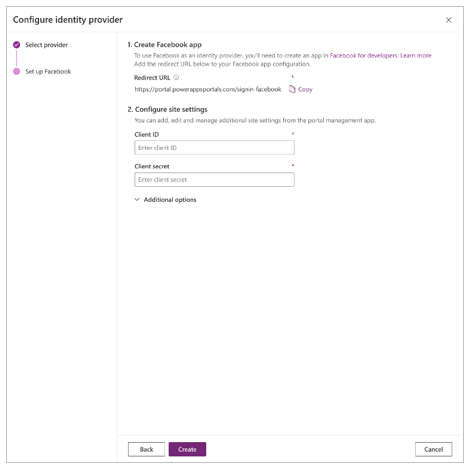 Configure identity provider
Select provider
Set up Facebook
1. Create Facebook app
To use Facebook as an identity provider, you'll need to create an app in Facebook for developers. Learn more
Add the redirect URL below to your Facebook app configuration.
Redirect URL *
https://portal.powerappsportals.com/signin-facebook Copy
2. Configure site settings
You can add, edit and manage additional site settings from the portal management app.
Client ID *
Enter client ID
Client secret *
Enter client secret
Additional options
Back Create Cancel